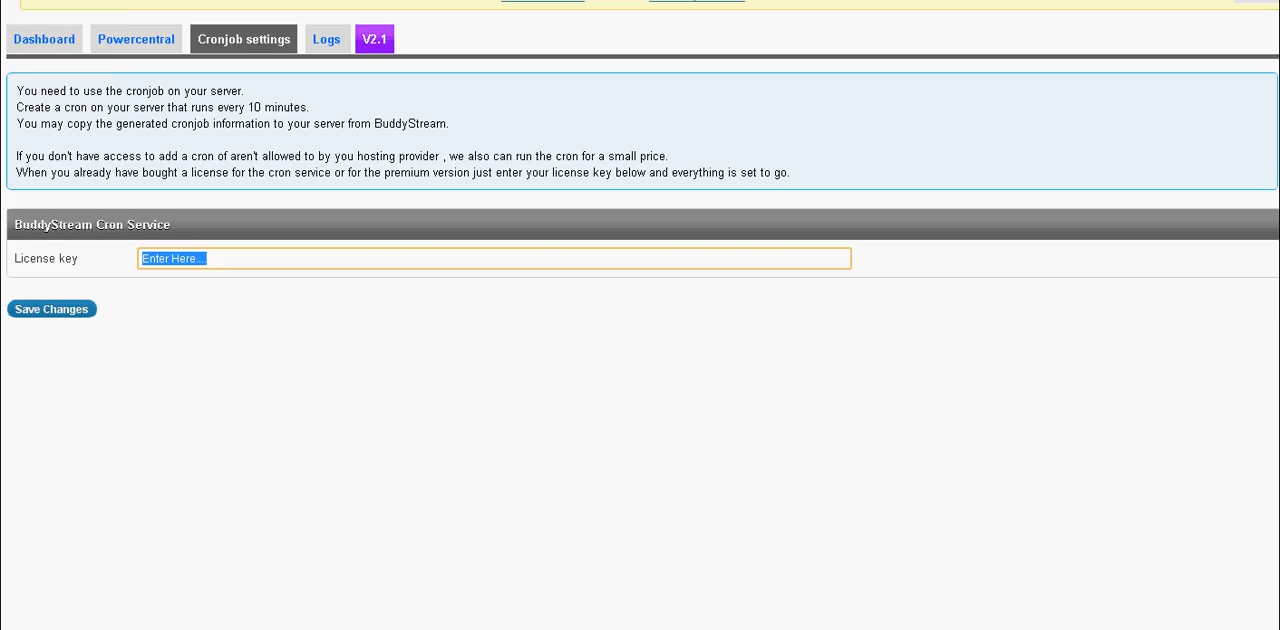 Dashboard Powercentral Cronjob settings Logs V2.1
You need to use the cronjob on your server.
Create a cron on your server that runs every 10 minutes.
You may copy the generated cronjob information to your server from BuddyStream.
If you don't have access to add a cron of aren't allowed to by you hosting provider , we also can run the cron for a small price.
When you already have bought a license for the cron service or for the premium version just enter your license key below and everything is set to go.
BuddyStream Cron Service
License key Enter Here....
Save Changes